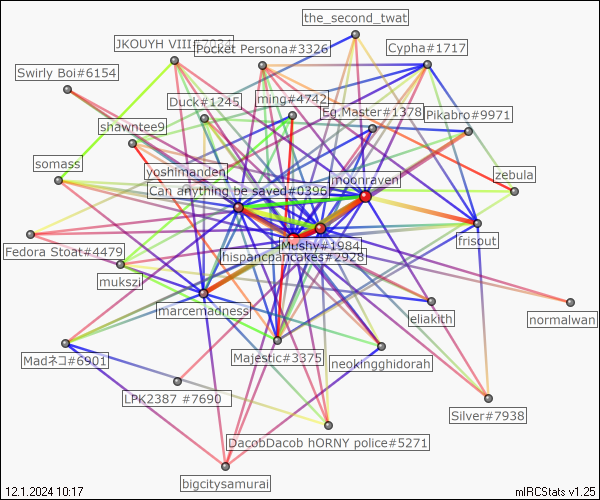 the_second_twat
JKOUYH VIII#7934
Pocket Persona#3326
Cypha#1717
Swirly Boi#6154
Duck#1245
ming#4742
Eg.Master#1378
Pikabro#9971
shawntee9
somass
yoshimanden
moonraven
zebula
Can anything be saved#0396
Fedora Stoat#4479
Mushy#1984
frisout
hispancpancakes#2928
mukszi
marcemadness
eliakith
normalwan
Madネコ#6901
Majestic#3375
neokingghidorah
LPK2387 #7690
Silver#7938
DacobDacob hORNY police#5271
bigcitysamurai
12.1.2024 10:17
mIRCStats v1.25